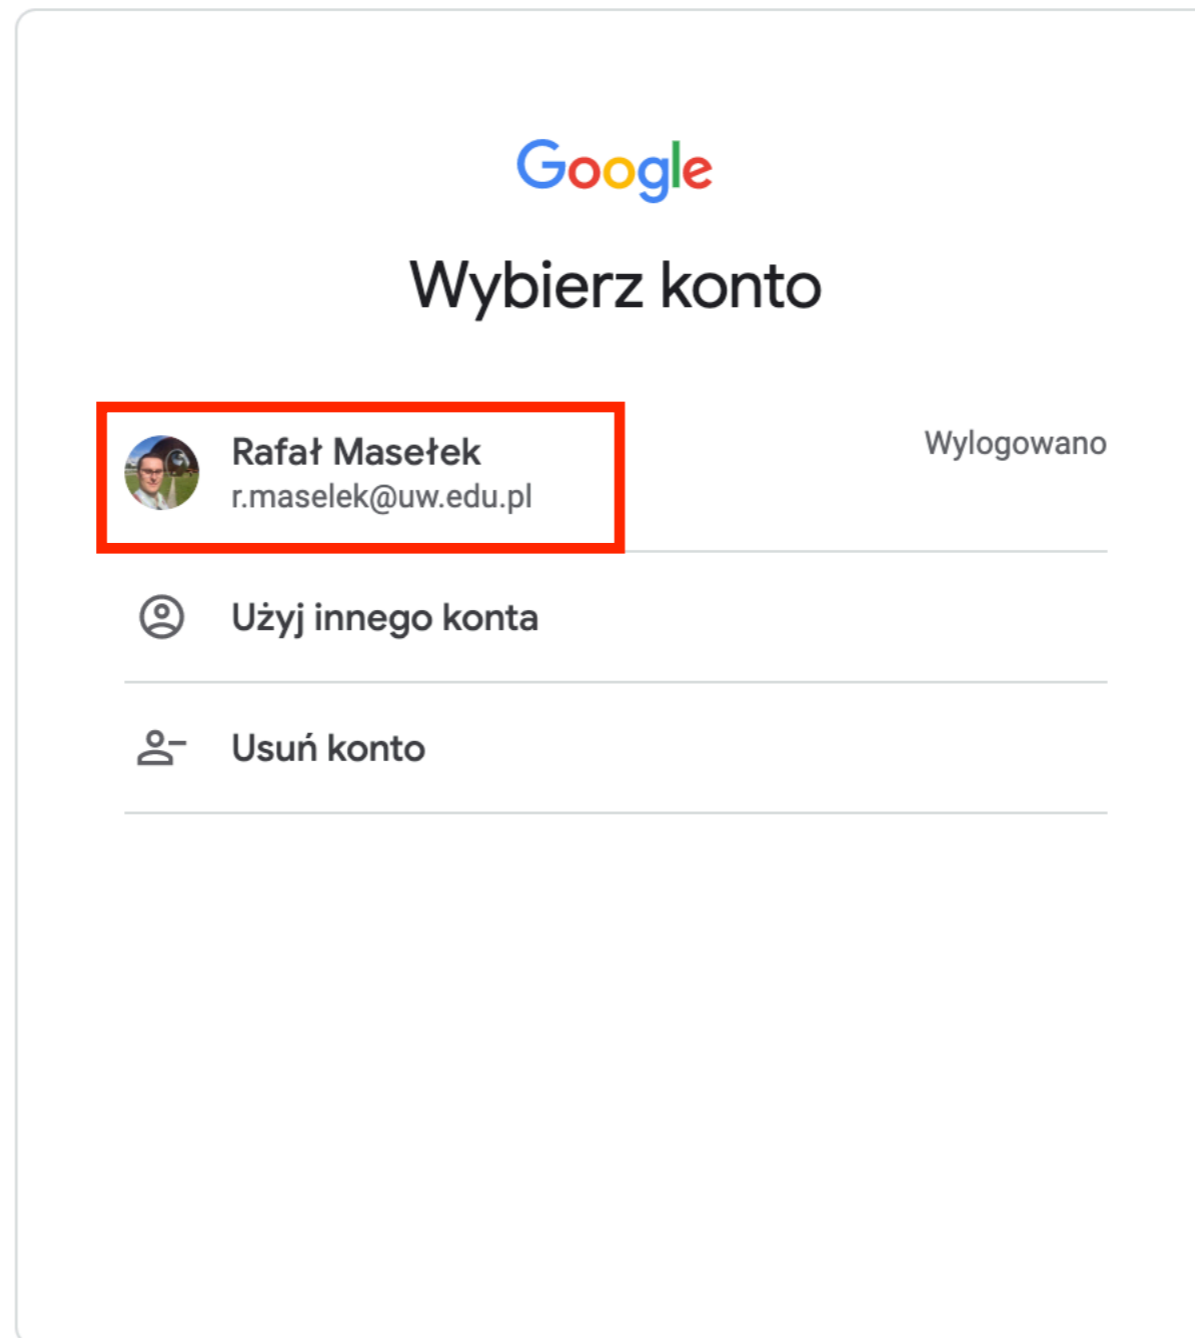 Google
Wybierz konto
Rafał Masełek
Wylogowano
r.maselek@uw.edu.pl
Użyj innego konta
Usuń konto